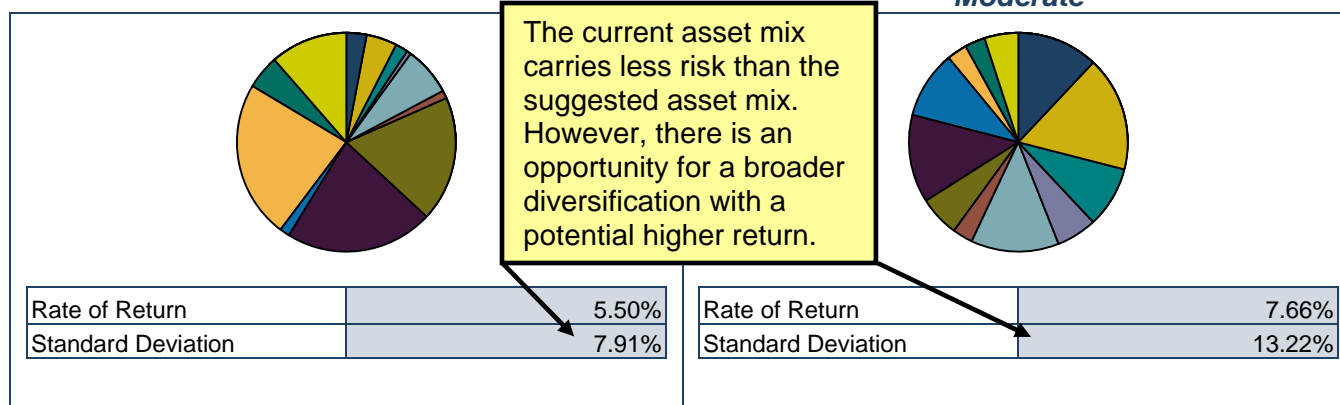 Moderate
The current asset mix
carries less risk than the
suggested asset mix.
However, there is an
opportunity for a broader
diversification with a
potential higher return.
Rate of Return 5.50%
Standard Deviation 7.91%
Rate of Return 7.66%
Standard Deviation 13.22%